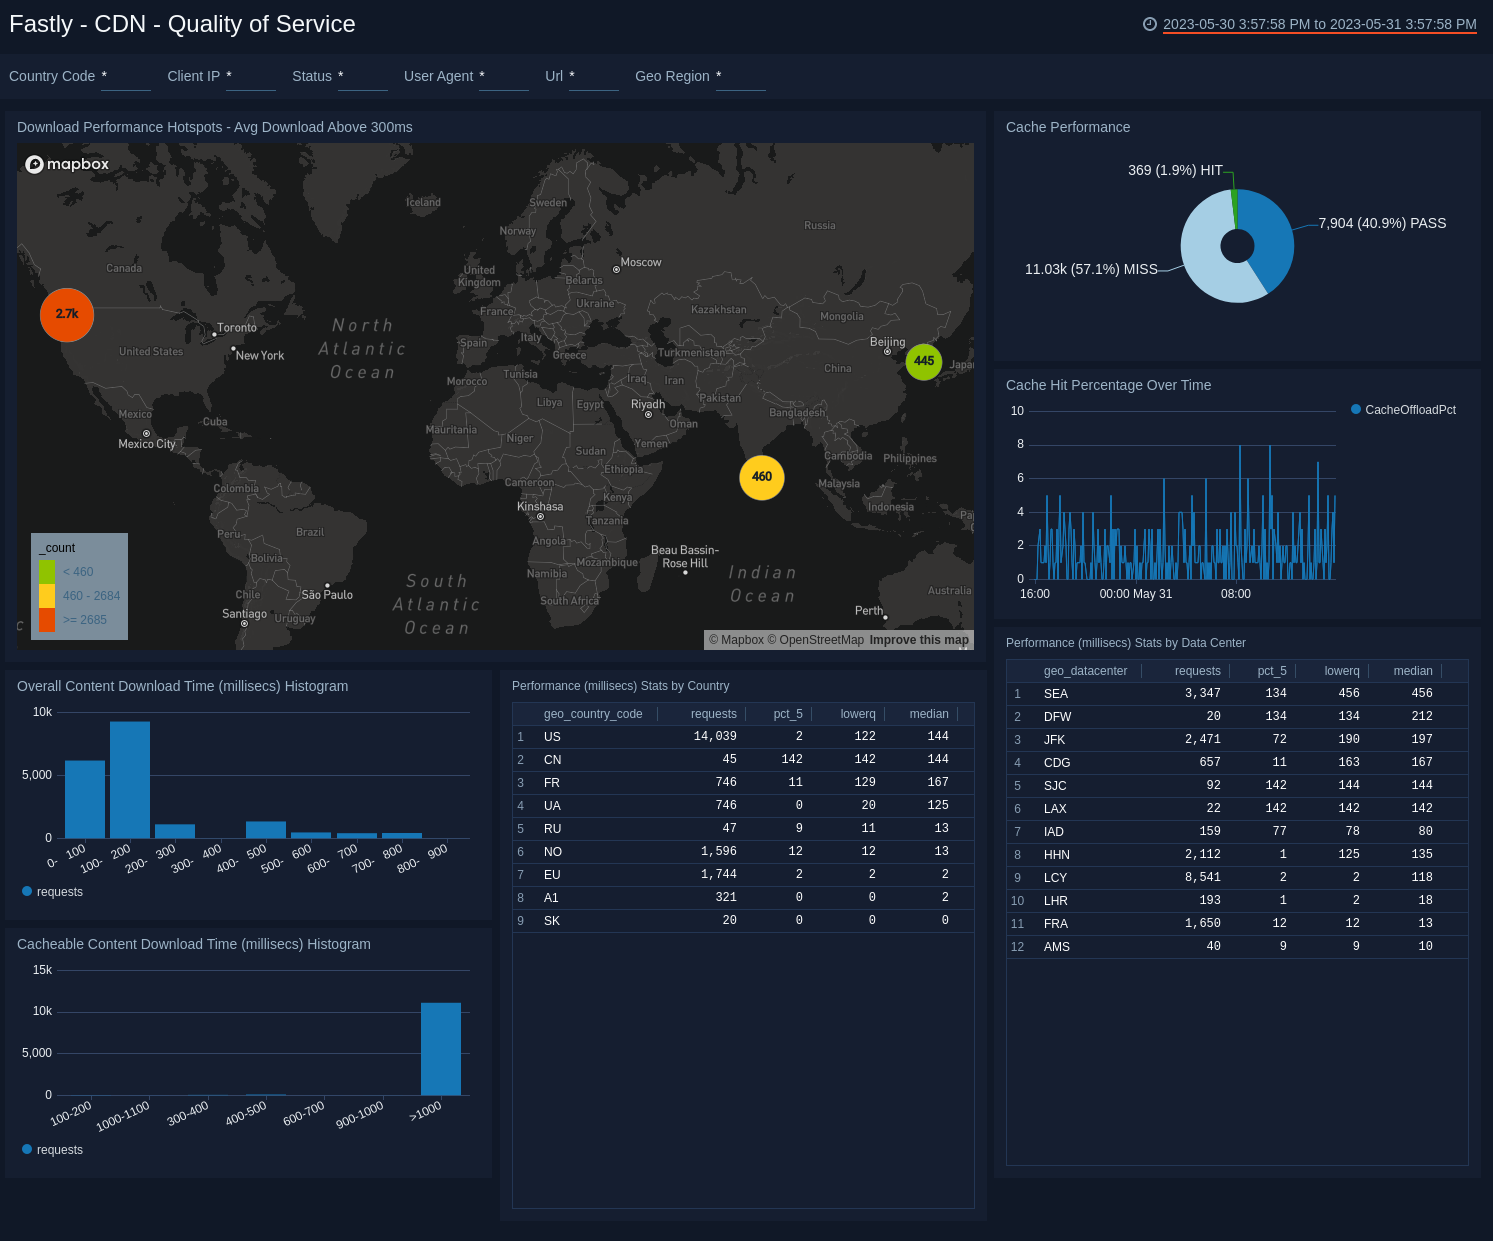 Fastly - CDN - Quality of Service
2023-05-30 3:57:58 PM to 2023-05-31 3:57:58 PM
Country Code * Client IP * Status * User Agent * Url * Geo Region *
Download Performance Hotspots - Avg Download Above 300ms
mapbox
Iceland
Sweden
Norway
Russia
Canada
United Kingdom
Moscow
Belarus
Ukraine
Kazakhstan
Mongolia
2.7k
Toronto
New York
United States
North Atlantic Ocean
France
Italy
Spain
Greece
Turkmenistan
Beijing
445
Japa
China
Morocco
Tunisia
Iraq
Iran
Pakistan
Mexico
Cuba
Mexico City
Libya
Egypt
Riyadh
Oman
Bangladesh
Mauritania
Niger
Sudan
Yemen
Cambodia
Philippines
Colombia
Cameroon
Ethiopia
460
Malaysia
Kenya
Kinshasa
Indonesia
Pa
Peru
Brazil
Tanzania
Angola
Bolivia
Namibia
Mozambique
Beau Bassin-
Rose Hill
South Atlantic Ocean
Indian Ocean
Chile
São Paulo
South Africa
Australia
Santiago
Uruguay
Perth
c
_count
< 460
460 - 2684
>= 2685
© Mapbox © OpenStreetMap Improve this map
Cache Performance
369 (1.9%) HIT
7,904 (40.9%) PASS
11.03k (57.1%) MISS
Cache Hit Percentage Over Time
10
8
6
4
2
0
16:00 00:00 May 31 08:00
CacheOffloadPct
Overall Content Download Time (millisecs) Histogram
10k
5,000
0
0-100 100-200 200-300 300-400 400-500 500-600 600-700 700-800 800-900
requests
Cacheable Content Download Time (millisecs) Histogram
15k
10k
5,000
0
100-200 1000-1100 300-400 400-500 600-700 900-1000 >1000
requests
Performance (millisecs) Stats by Country
geo_country_code requests pct_5 lowerq median
1 US 14,039 2 122 144
2 CN 45 142 142 144
3 FR 746 11 129 167
4 UA 746 0 20 125
5 RU 47 9 11 13
6 NO 1,596 12 12 13
7 EU 1,744 2 2 2
8 A1 321 0 0 2
9 SK 20 0 0 0
Performance (millisecs) Stats by Data Center
geo_datacenter requests pct_5 lowerq median
1 SEA 3,347 134 456 456
2 DFW 20 134 134 212
3 JFK 2,471 72 190 197
4 CDG 657 11 163 167
5 SJC 92 142 144 144
6 LAX 22 142 142 142
7 IAD 159 77 78 80
8 HHN 2,112 1 125 135
9 LCY 8,541 2 2 118
10 LHR 193 1 2 18
11 FRA 1,650 12 12 13
12 AMS 40 9 9 10